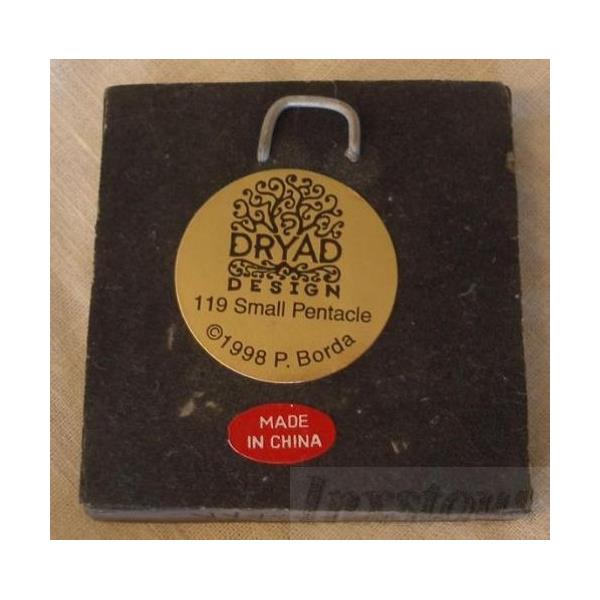 DRYAD
DESIGN
119 Small Pentacle
©1998 P. Borda
MADE
IN CHINA